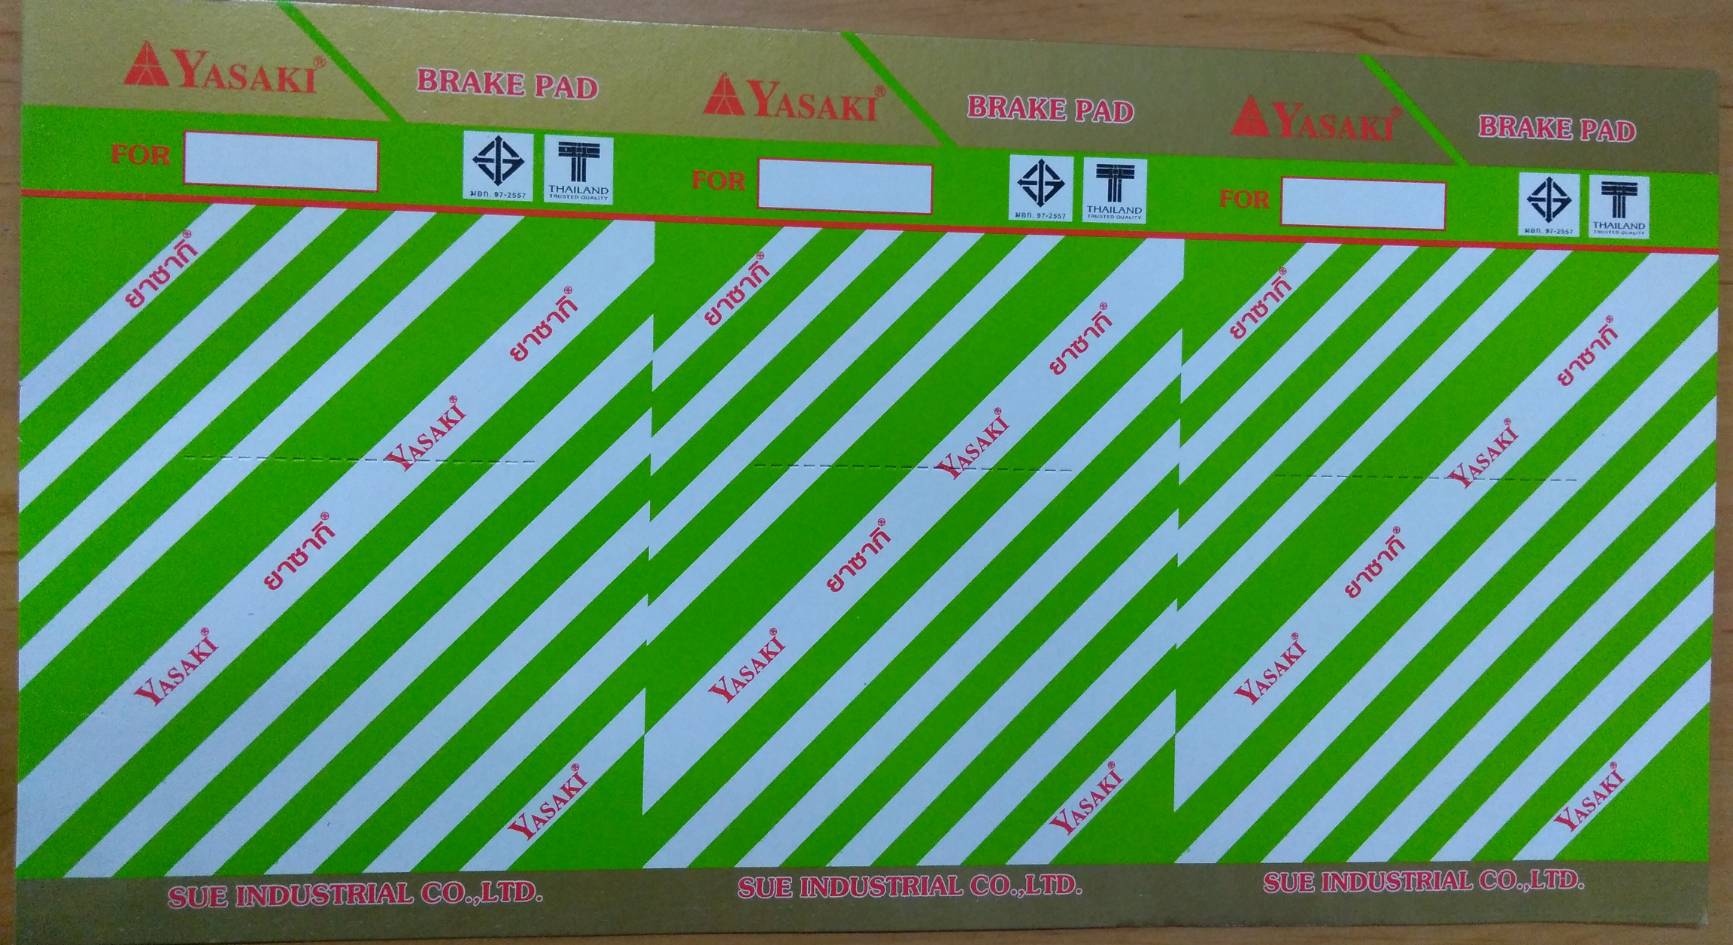 YASAKI® BRAKE PAD
FOR
มอก. 97-2557
THAILAND
TRUSTED QUALITY
ยาซากิ®
ยาซากิ®
YASAKI®
ยาซากิ®
YASAKI®
YASAKI®
SUE INDUSTRIAL CO.,LTD.
YASAKI® BRAKE PAD
FOR
มอก. 97-2557
THAILAND
TRUSTED QUALITY
ยาซากิ®
ยาซากิ®
YASAKI®
ยาซากิ®
YASAKI®
YASAKI®
SUE INDUSTRIAL CO.,LTD.
YASAKI® BRAKE PAD
FOR
มอก. 97-2557
THAILAND
TRUSTED QUALITY
ยาซากิ®
ยาซากิ®
YASAKI®
ยาซากิ®
YASAKI®
YASAKI®
SUE INDUSTRIAL CO.,LTD.